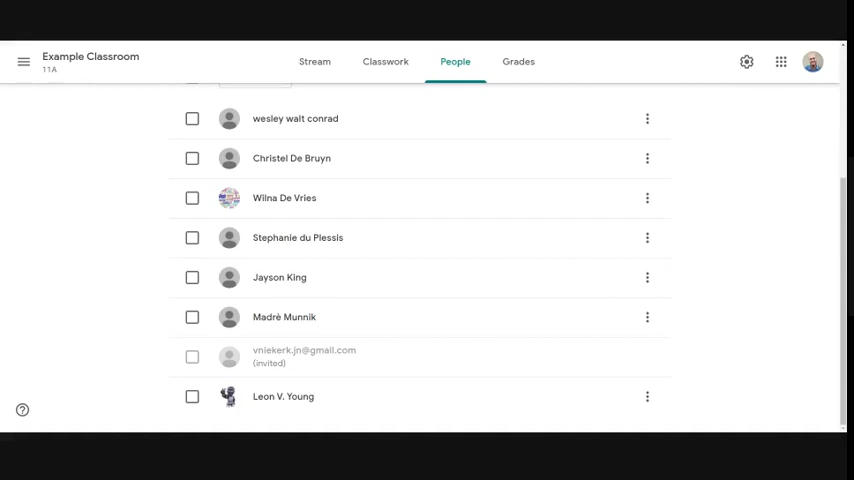 Example Classroom
11A
Stream
Classwork
People
Grades
wesley walt conrad
Christel De Bruyn
Wilna De Vries
Stephanie du Plessis
Jayson King
Madrè Munnik
vniekerk.jn@gmail.com
(invited)
Leon V. Young